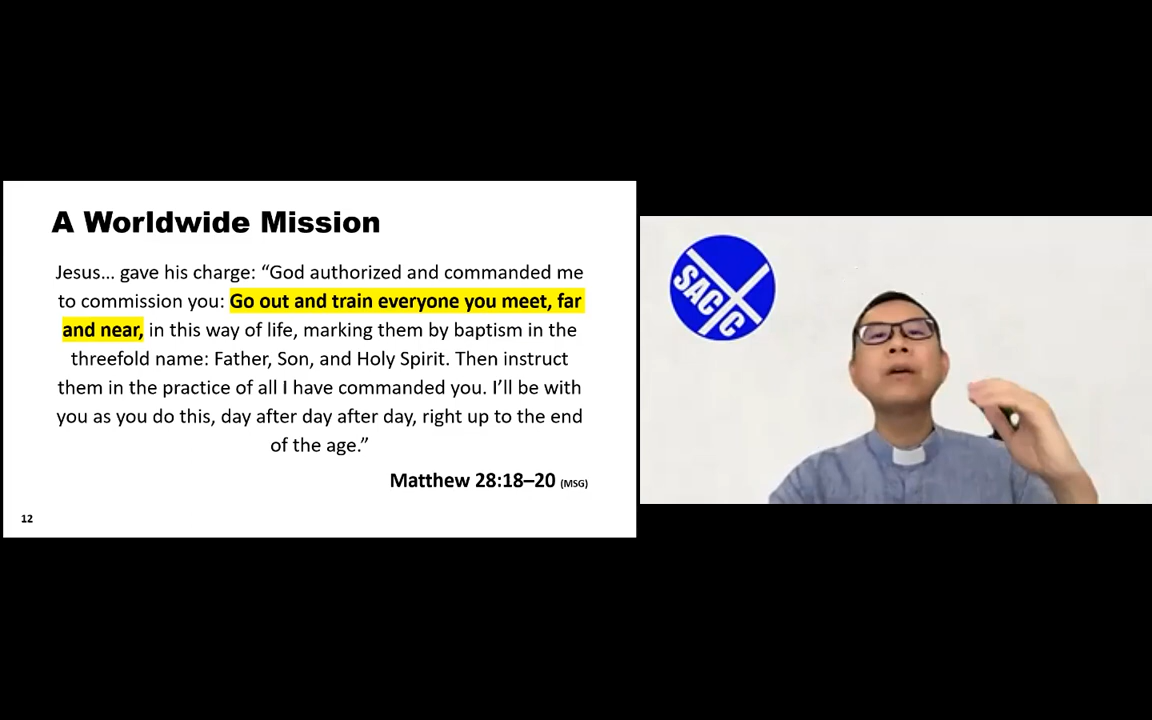 A Worldwide Mission
Jesus... gave his charge: “God authorized and commanded me
to commission you: Go out and train everyone you meet, far
and near, in this way of life, marking them by baptism in the
threefold name: Father, Son, and Holy Spirit. Then instruct
them in the practice of all I have commanded you. I’ll be with
you as you do this, day after day after day, right up to the end
of the age.”
Matthew 28:18–20 (MSG)
12
SACC